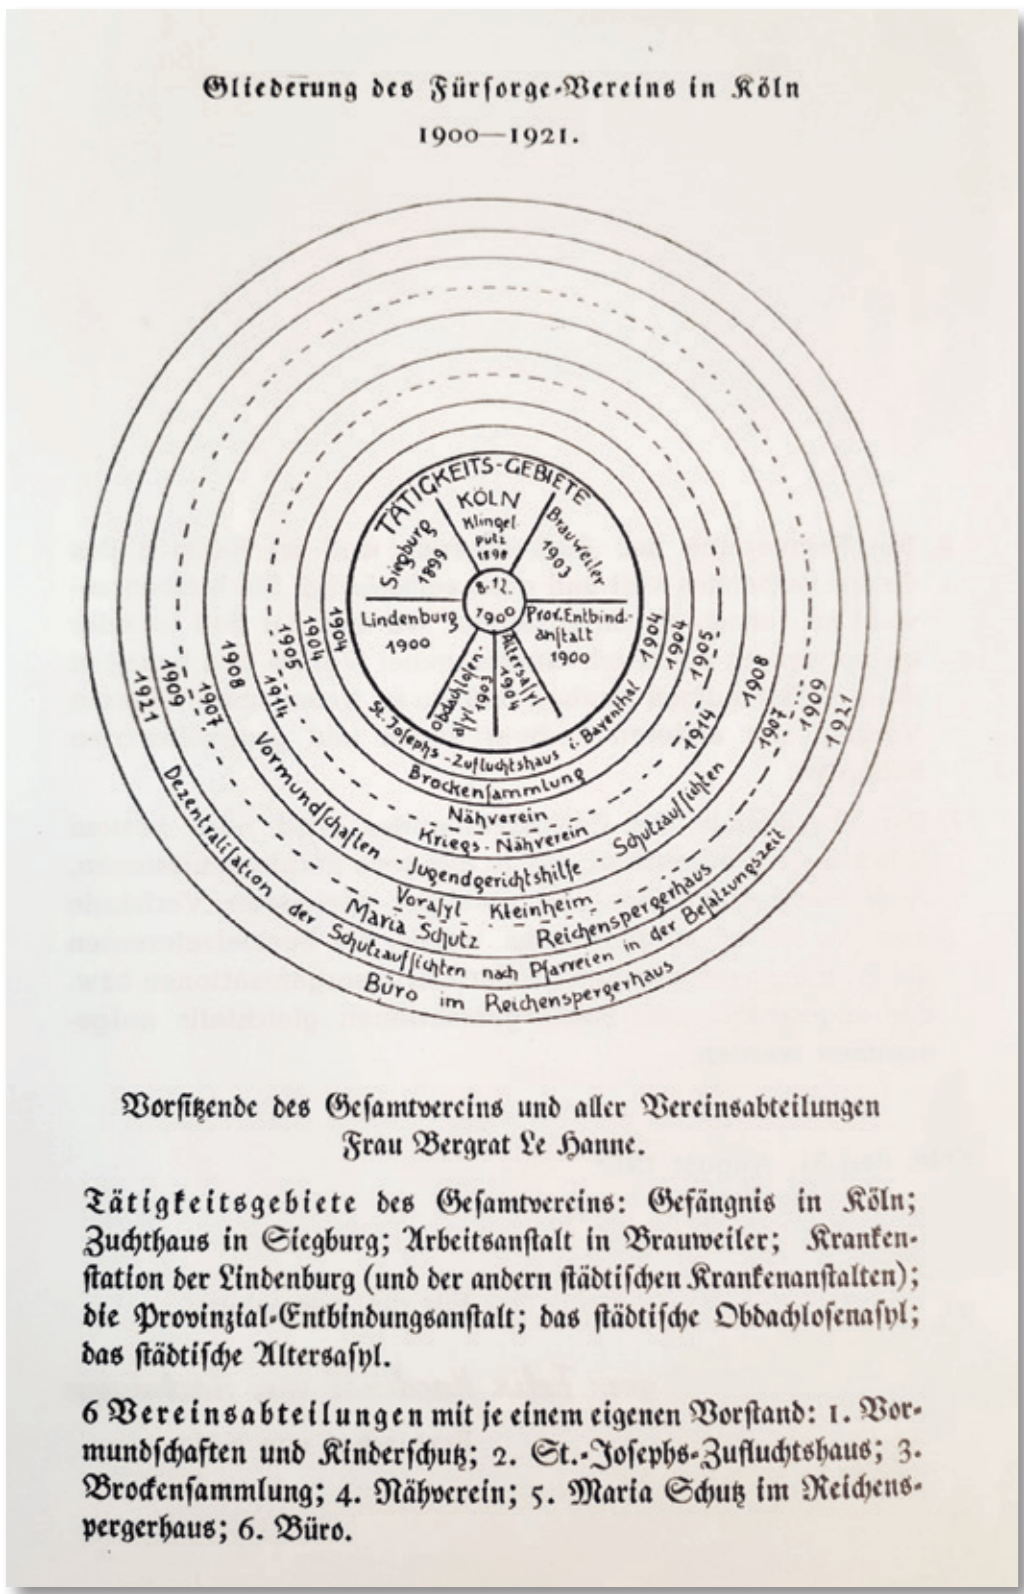 Gliederung des Fürsorge-Vereins in Köln
1900—1921.
TÄTIGKEITS-GEBIETE
KÖLN
Klingel
putz
1898
Siegburg
1899
Brauweiler
1903
8.12.
1900
Lindenburg
1900
Prov. Entbind.-
anſtalt
1900
Obdachloſen-
aſyl
1903
Altersaſyl
1904
1904 St. Joſephs-Zufluchtshaus i. Bayenthal 1904
1904 Brockenſammlung 1904
1905 Nähverein 1905
1914 Kriegs-Nähverein 1914
1908 Vormundſchaften - Jugendgerichtshilfe - Schutzaufſichten 1908
1907 Voraſyl Kleinheim 1907
Maria Schutz Reichenspergerhaus
1909 Dezentraliſation der Schutzaufſichten nach Pfarreien in der Beſatzungszeit 1909
1921 Büro im Reichenspergerhaus 1921
Vorſitzende des Geſamtvereins und aller Vereinsabteilungen
Frau Bergrat Le Hanne.
Tätigkeitsgebiete des Geſamtvereins: Gefängnis in Köln;
Zuchthaus in Siegburg; Arbeitsanſtalt in Brauweiler; Kranken-
ſtation der Lindenburg (und der andern ſtädtiſchen Krankenanſtalten);
die Provinzial-Entbindungsanſtalt; das ſtädtiſche Obdachloſenaſyl;
das ſtädtiſche Altersaſyl.
6 Vereinsabteilungen mit je einem eigenen Vorſtand: 1. Vor-
mundſchaften und Kinderſchutz; 2. St.-Joſephs-Zufluchtshaus; 3.
Brockenſammlung; 4. Nähverein; 5. Maria Schutz im Reichens-
pergerhaus; 6. Büro.